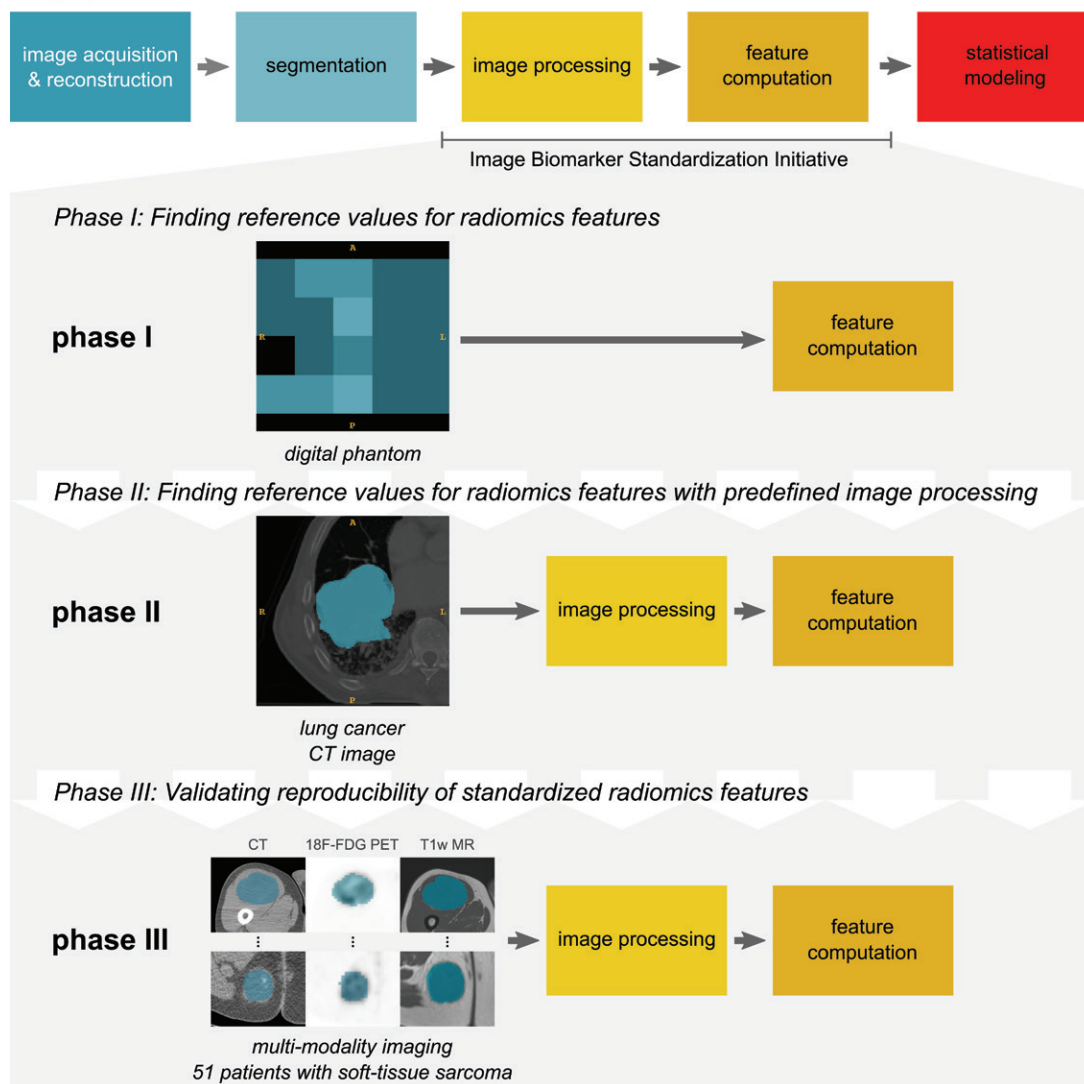 image acquisition
& reconstruction
segmentation
image processing
feature
computation
statistical
modeling
Image Biomarker Standardization Initiative
Phase I: Finding reference values for radiomics features
phase I
A
R
L
P
digital phantom
feature
computation
Phase II: Finding reference values for radiomics features with predefined image processing
phase II
A
R
L
P
lung cancer
CT image
image processing
feature
computation
Phase III: Validating reproducibility of standardized radiomics features
phase III
CT
18F-FDG PET
T1w MR
multi-modality imaging
51 patients with soft-tissue sarcoma
image processing
feature
computation